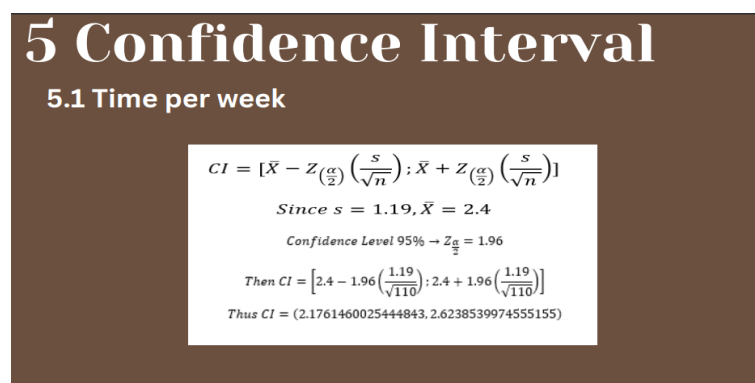 5 Confidence Interval
5.1 Time per week
CI = [X̄ − Z(α/2) (s/√n) ; X̄ + Z(α/2) (s/√n)]
Since s = 1.19, X̄ = 2.4
Confidence Level 95% → Zα/2 = 1.96
Then CI = [2.4 − 1.96(1.19/√110) ; 2.4 + 1.96(1.19/√110)]
Thus CI = (2.1761460025444843, 2.6238539974555155)